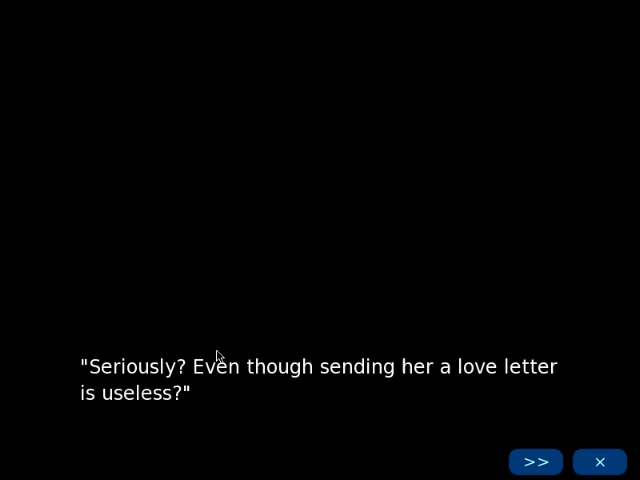 "Seriously? Even though sending her a love letter
is useless?"
>> ×